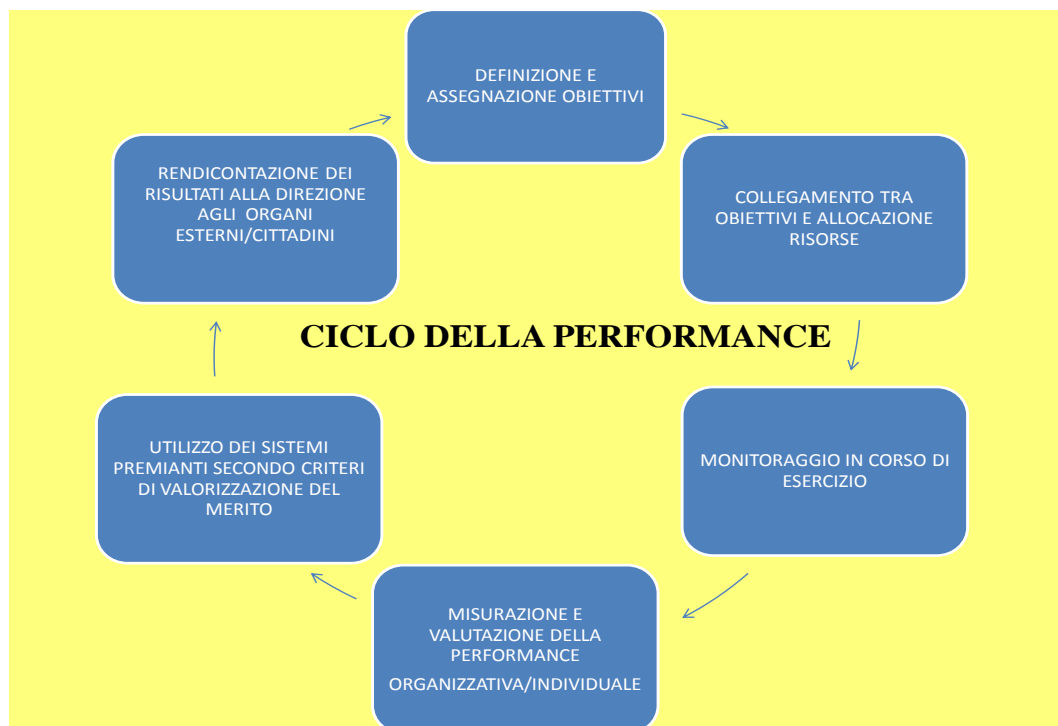 DEFINIZIONE E
ASSEGNAZIONE OBIETTIVI
COLLEGAMENTO TRA
OBIETTIVI E ALLOCAZIONE
RISORSE
MONITORAGGIO IN CORSO DI
ESERCIZIO
MISURAZIONE E
VALUTAZIONE DELLA
PERFORMANCE
ORGANIZZATIVA/INDIVIDUALE
UTILIZZO DEI SISTEMI
PREMIANTI SECONDO CRITERI
DI VALORIZZAZIONE DEL
MERITO
RENDICONTAZIONE DEI
RISULTATI ALLA DIREZIONE
AGLI ORGANI
ESTERNI/CITTADINI
CICLO DELLA PERFORMANCE